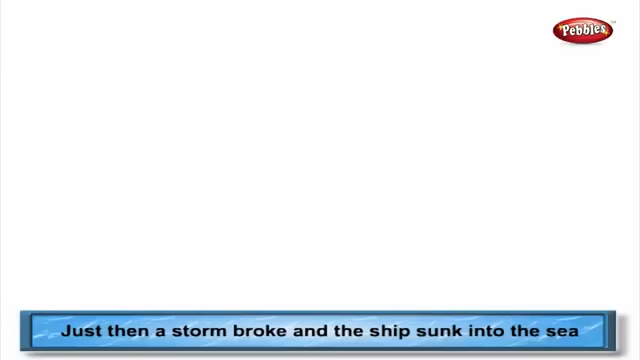 Pebbles
Just then a storm broke and the ship sunk into the sea